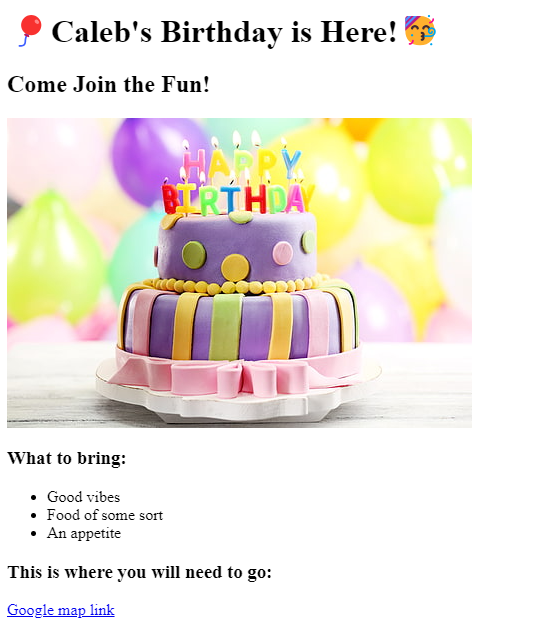 🎈 Caleb's Birthday is Here! 🥳
Come Join the Fun!
HAPPY
BIRTHDAY
What to bring:
Good vibes
Food of some sort
An appetite
This is where you will need to go:
Google map link